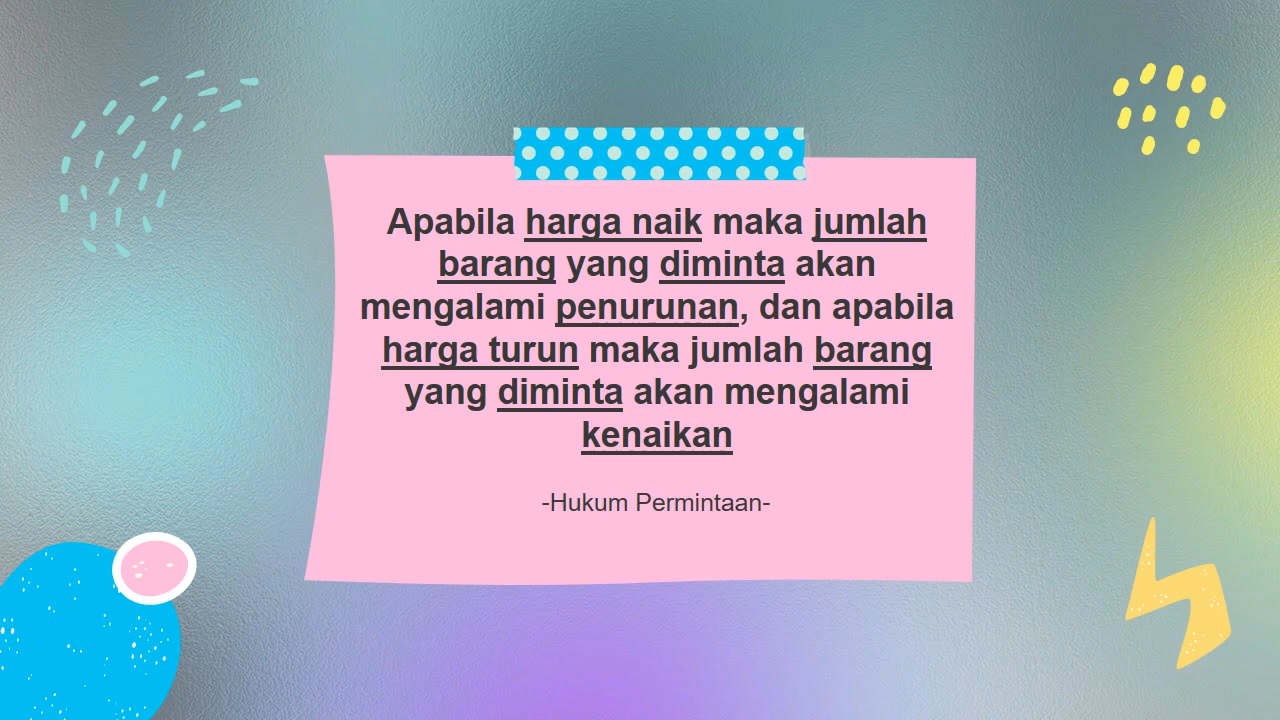 Apabila harga naik maka jumlah
barang yang diminta akan
mengalami penurunan, dan apabila
harga turun maka jumlah barang
yang diminta akan mengalami
kenaikan
-Hukum Permintaan-